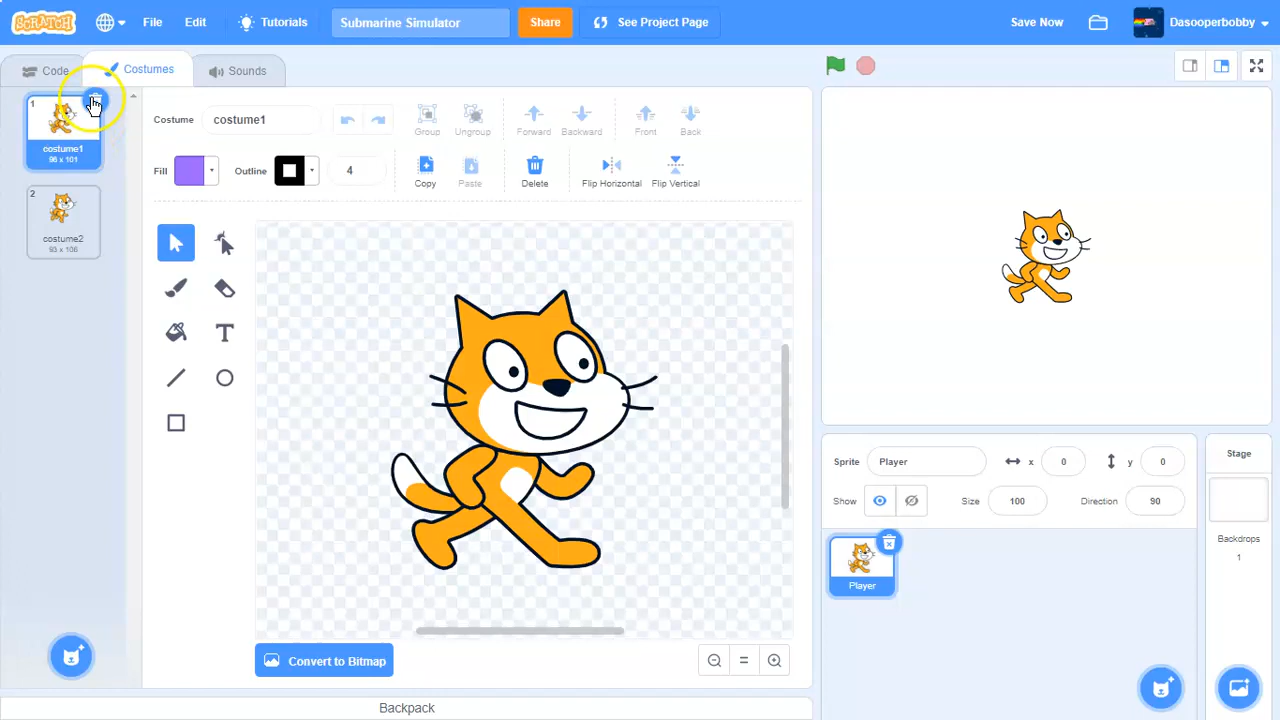 SCRATCH File Edit Tutorials Submarine Simulator Share See Project Page Save Now Dasooperbobby
Code Costumes Sounds
1
costume1
96 x 101
2
costume2
93 x 106
Costume costume1 Group Ungroup Forward Backward Front Back
Fill Outline 4 Copy Paste Delete Flip Horizontal Flip Vertical
T
Convert to Bitmap
Sprite Player x 0 y 0
Show Size 100 Direction 90
Player
Stage
Backdrops
1
Backpack